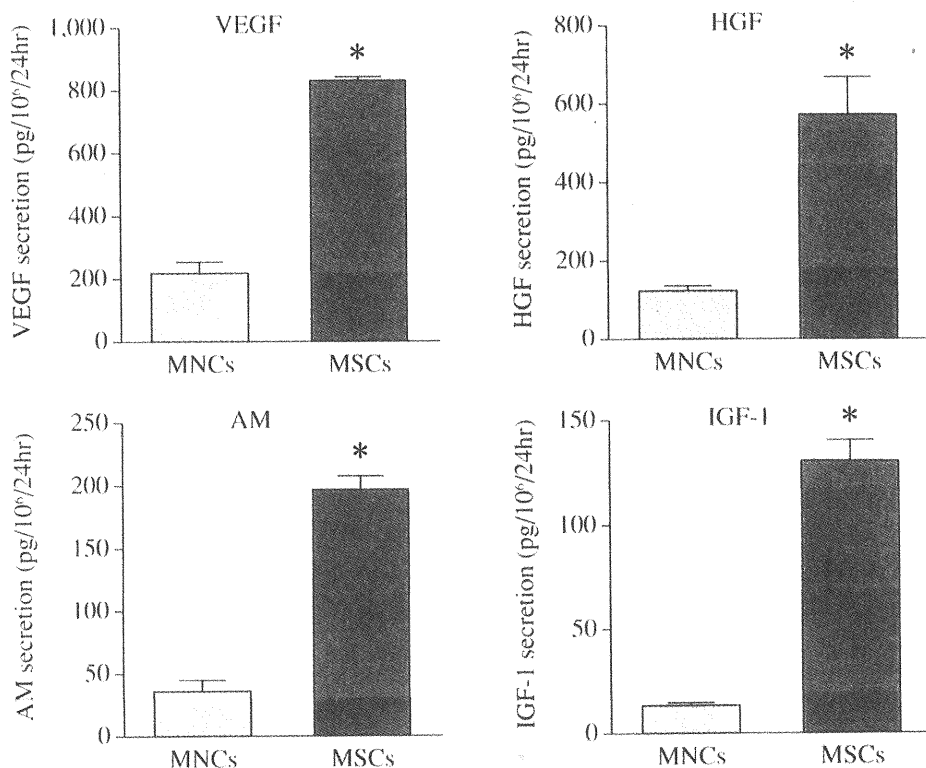 VEGF
VEGF secretion (pg/10⁶/24hr)
1,000
800
600
400
200
0
*
MNCs
MSCs
HGF
HGF secretion (pg/10⁶/24hr)
800
600
400
200
0
*
MNCs
MSCs
AM
AM secretion (pg/10⁶/24hr)
250
200
150
100
50
0
*
MNCs
MSCs
IGF-1
IGF-1 secretion (pg/10⁶/24hr)
150
100
50
0
*
MNCs
MSCs